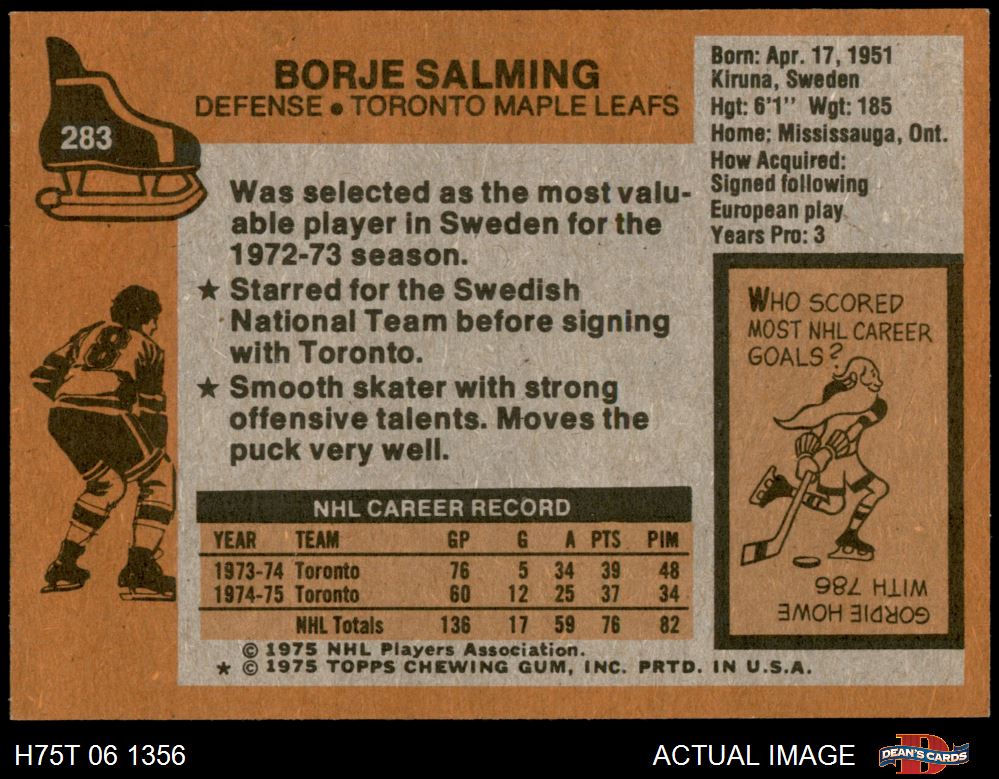 BORJE SALMING
DEFENSE • TORONTO MAPLE LEAFS
283
Born: Apr. 17, 1951
Kiruna, Sweden
Hgt: 6'1" Wgt: 185
Home: Mississauga, Ont.
How Acquired:
Signed following
European play
Years Pro: 3
Was selected as the most valu-
able player in Sweden for the
1972-73 season.
★ Starred for the Swedish
National Team before signing
with Toronto.
★ Smooth skater with strong
offensive talents. Moves the
puck very well.
8
WHO SCORED
MOST NHL CAREER
GOALS?
GORDIE HOWE
WITH 786
NHL CAREER RECORD
YEAR TEAM GP G A PTS PIM
1973-74 Toronto 76 5 34 39 48
1974-75 Toronto 60 12 25 37 34
NHL Totals 136 17 59 76 82
© 1975 NHL Players Association.
★ © 1975 TOPPS CHEWING GUM, INC. PRTD. IN U.S.A.
H75T 06 1356
ACTUAL IMAGE
D
DEAN'S CARDS